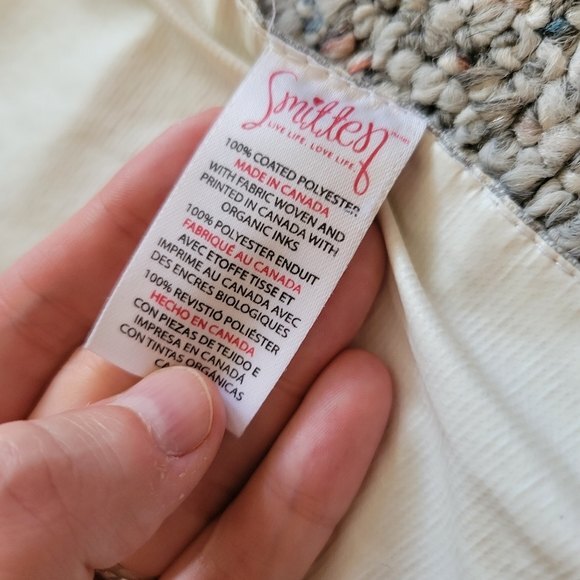 Smitten
LIVE LIFE. LOVE LIFE.
100% COATED POLYESTER
MADE IN CANADA
WITH FABRIC WOVEN AND
PRINTED IN CANADA WITH
ORGANIC INKS
100% POLYESTER ENDUIT
FABRIQUÉ AU CANADA
AVEC ETOFFE TISSE ET
IMPRIME AU CANADA AVEC
DES ENCRES BIOLOGIQUES
100% REVISTIÓ POLIÉSTER
HECHO EN CANADA
CON PIEZAS DE TEJIDO E
IMPRESA EN CANADÁ
CON TINTAS ORGÁNICAS